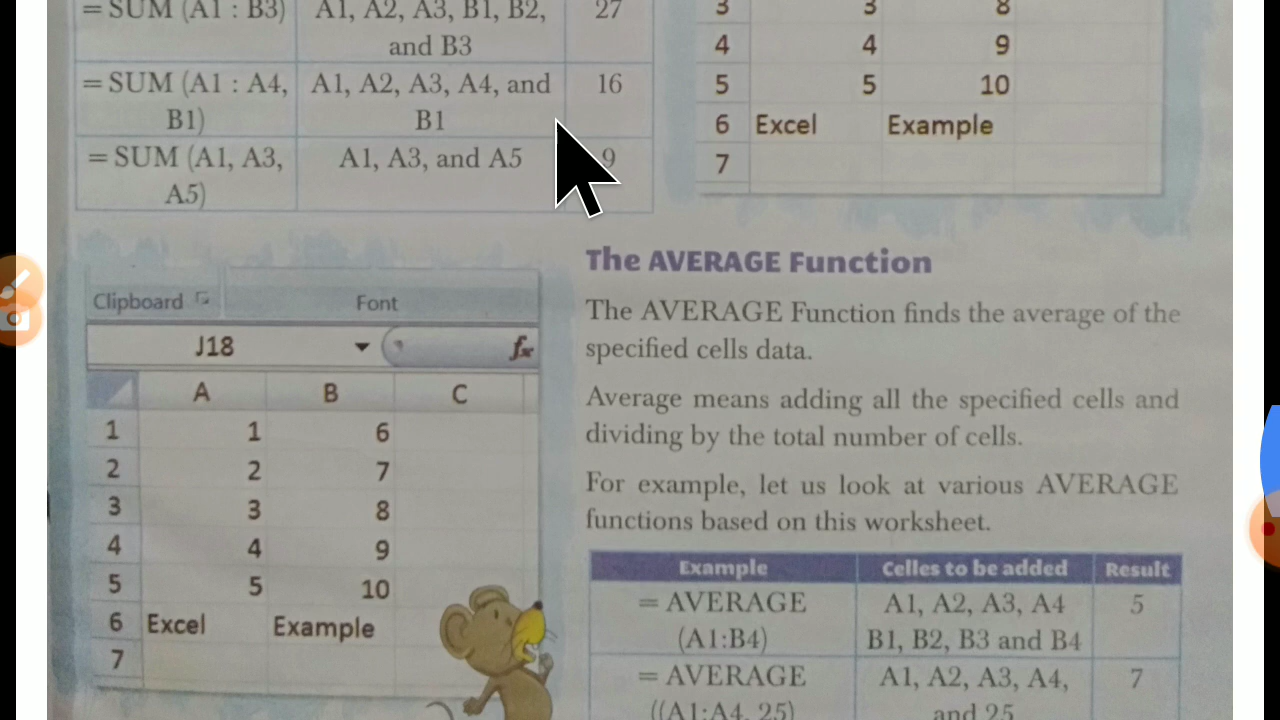 = SUM (A1 : B3) A1, A2, A3, B1, B2, 27
and B3
= SUM (A1 : A4, A1, A2, A3, A4, and 16
B1) B1
= SUM (A1, A3, A1, A3, and A5 9
A5)
3 3 8
4 4 9
5 5 10
6 Excel Example
7
Clipboard Font
J18 fx
A B C
1 1 6
2 2 7
3 3 8
4 4 9
5 5 10
6 Excel Example
7
The AVERAGE Function
The AVERAGE Function finds the average of the
specified cells data.
Average means adding all the specified cells and
dividing by the total number of cells.
For example, let us look at various AVERAGE
functions based on this worksheet.
Example Celles to be added Result
= AVERAGE A1, A2, A3, A4 5
(A1:B4) B1, B2, B3 and B4
= AVERAGE A1, A2, A3, A4, 7
((A1:A4, 25) and 25